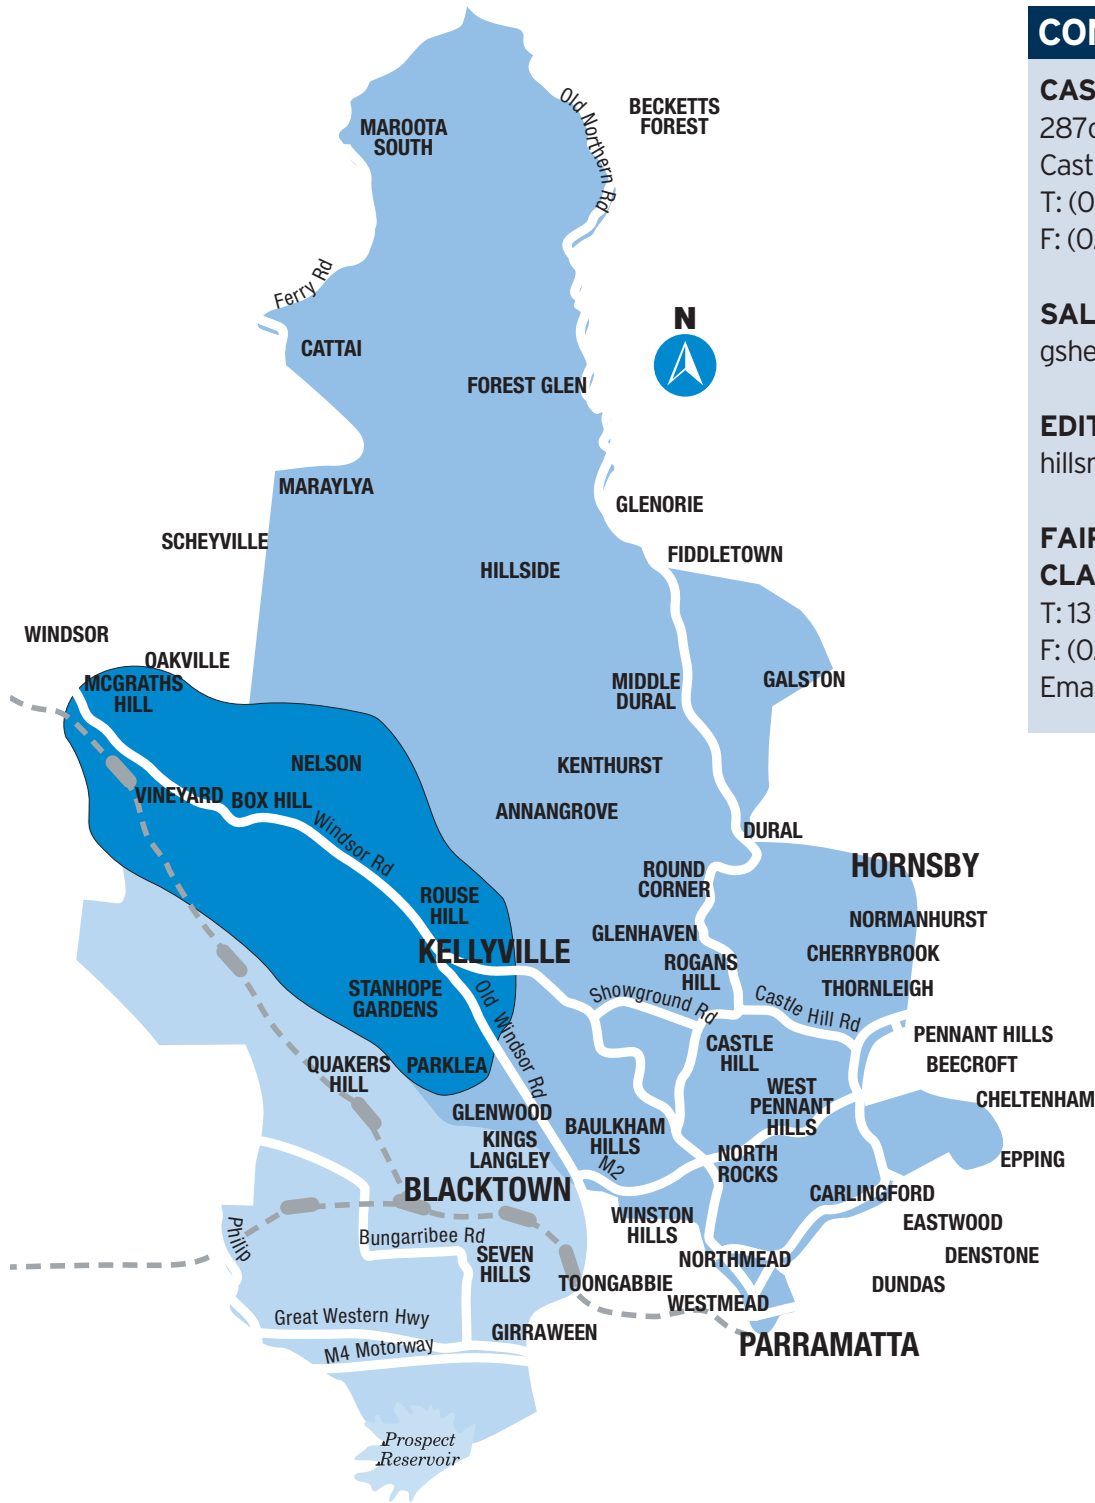 BECKETTS
FOREST
Old Northern Rd
MAROOTA
SOUTH
Ferry Rd
N
CATTAI
FOREST GLEN
MARAYLYA
GLENORIE
SCHEYVILLE
FIDDLETOWN
HILLSIDE
WINDSOR
OAKVILLE
MCGRATHS
HILL
MIDDLE
DURAL
GALSTON
NELSON
KENTHURST
VINEYARD
BOX HILL
ANNANGROVE
Windsor Rd
DURAL
ROUND
CORNER
HORNSBY
ROUSE
HILL
NORMANHURST
GLENHAVEN
KELLYVILLE
CHERRYBROOK
ROGANS
HILL
STANHOPE
GARDENS
Old Windsor Rd
Showground Rd
Castle Hill Rd
THORNLEIGH
PENNANT HILLS
CASTLE
HILL
BEECROFT
QUAKERS
HILL
PARKLEA
WEST
PENNANT
HILLS
CHELTENHAM
GLENWOOD
BAULKHAM
HILLS
KINGS
LANGLEY
M2
NORTH
ROCKS
EPPING
BLACKTOWN
CARLINGFORD
WINSTON
HILLS
EASTWOOD
Philip
Bungarribee Rd
SEVEN
HILLS
NORTHMEAD
DENSTONE
TOONGABBIE
DUNDAS
WESTMEAD
Great Western Hwy
GIRRAWEEN
M4 Motorway
PARRAMATTA
Prospect
Reservoir
CAS
287
Cast
T: (0
F: (0
SAL
gshe
EDIT
hills
FAIR
CLA
T: 13
F: (0
Ema